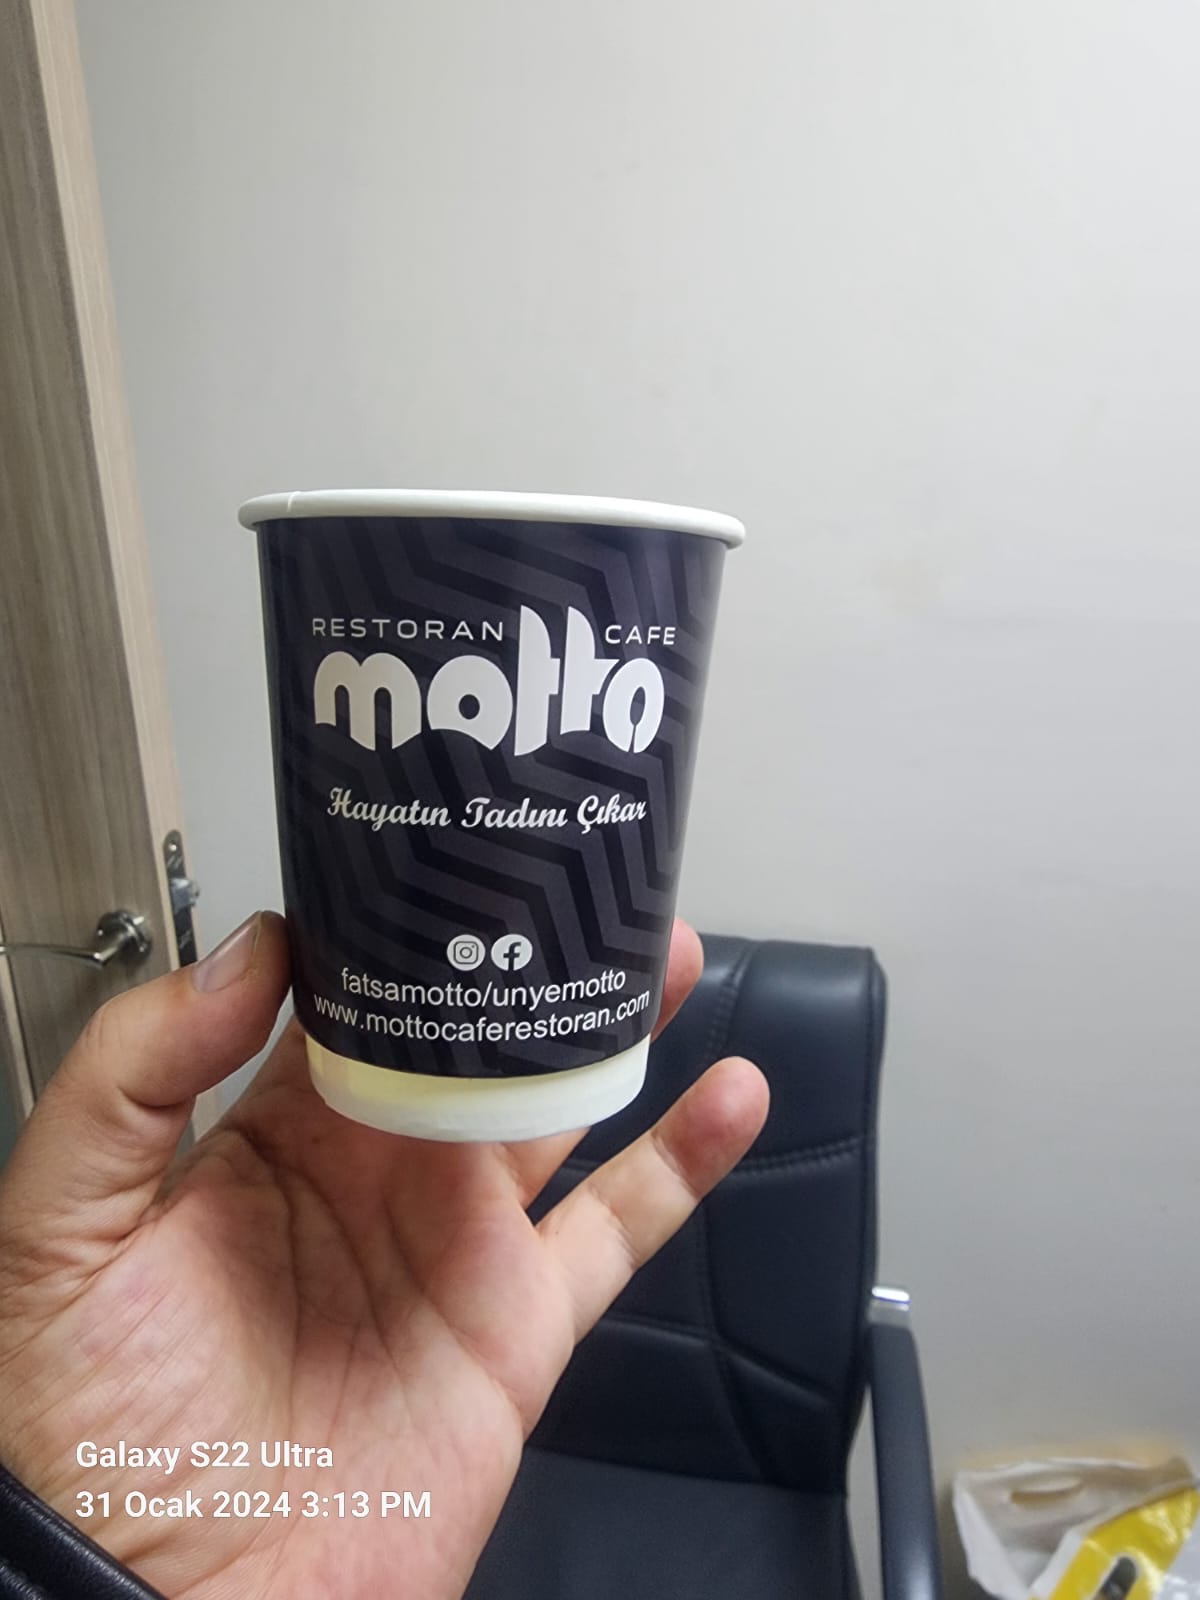 RESTORAN CAFE
motto
Hayatın Tadını Çıkar
fatsamotto/unyemotto
www.mottocaferestoran.com
Galaxy S22 Ultra
31 Ocak 2024 3:13 PM